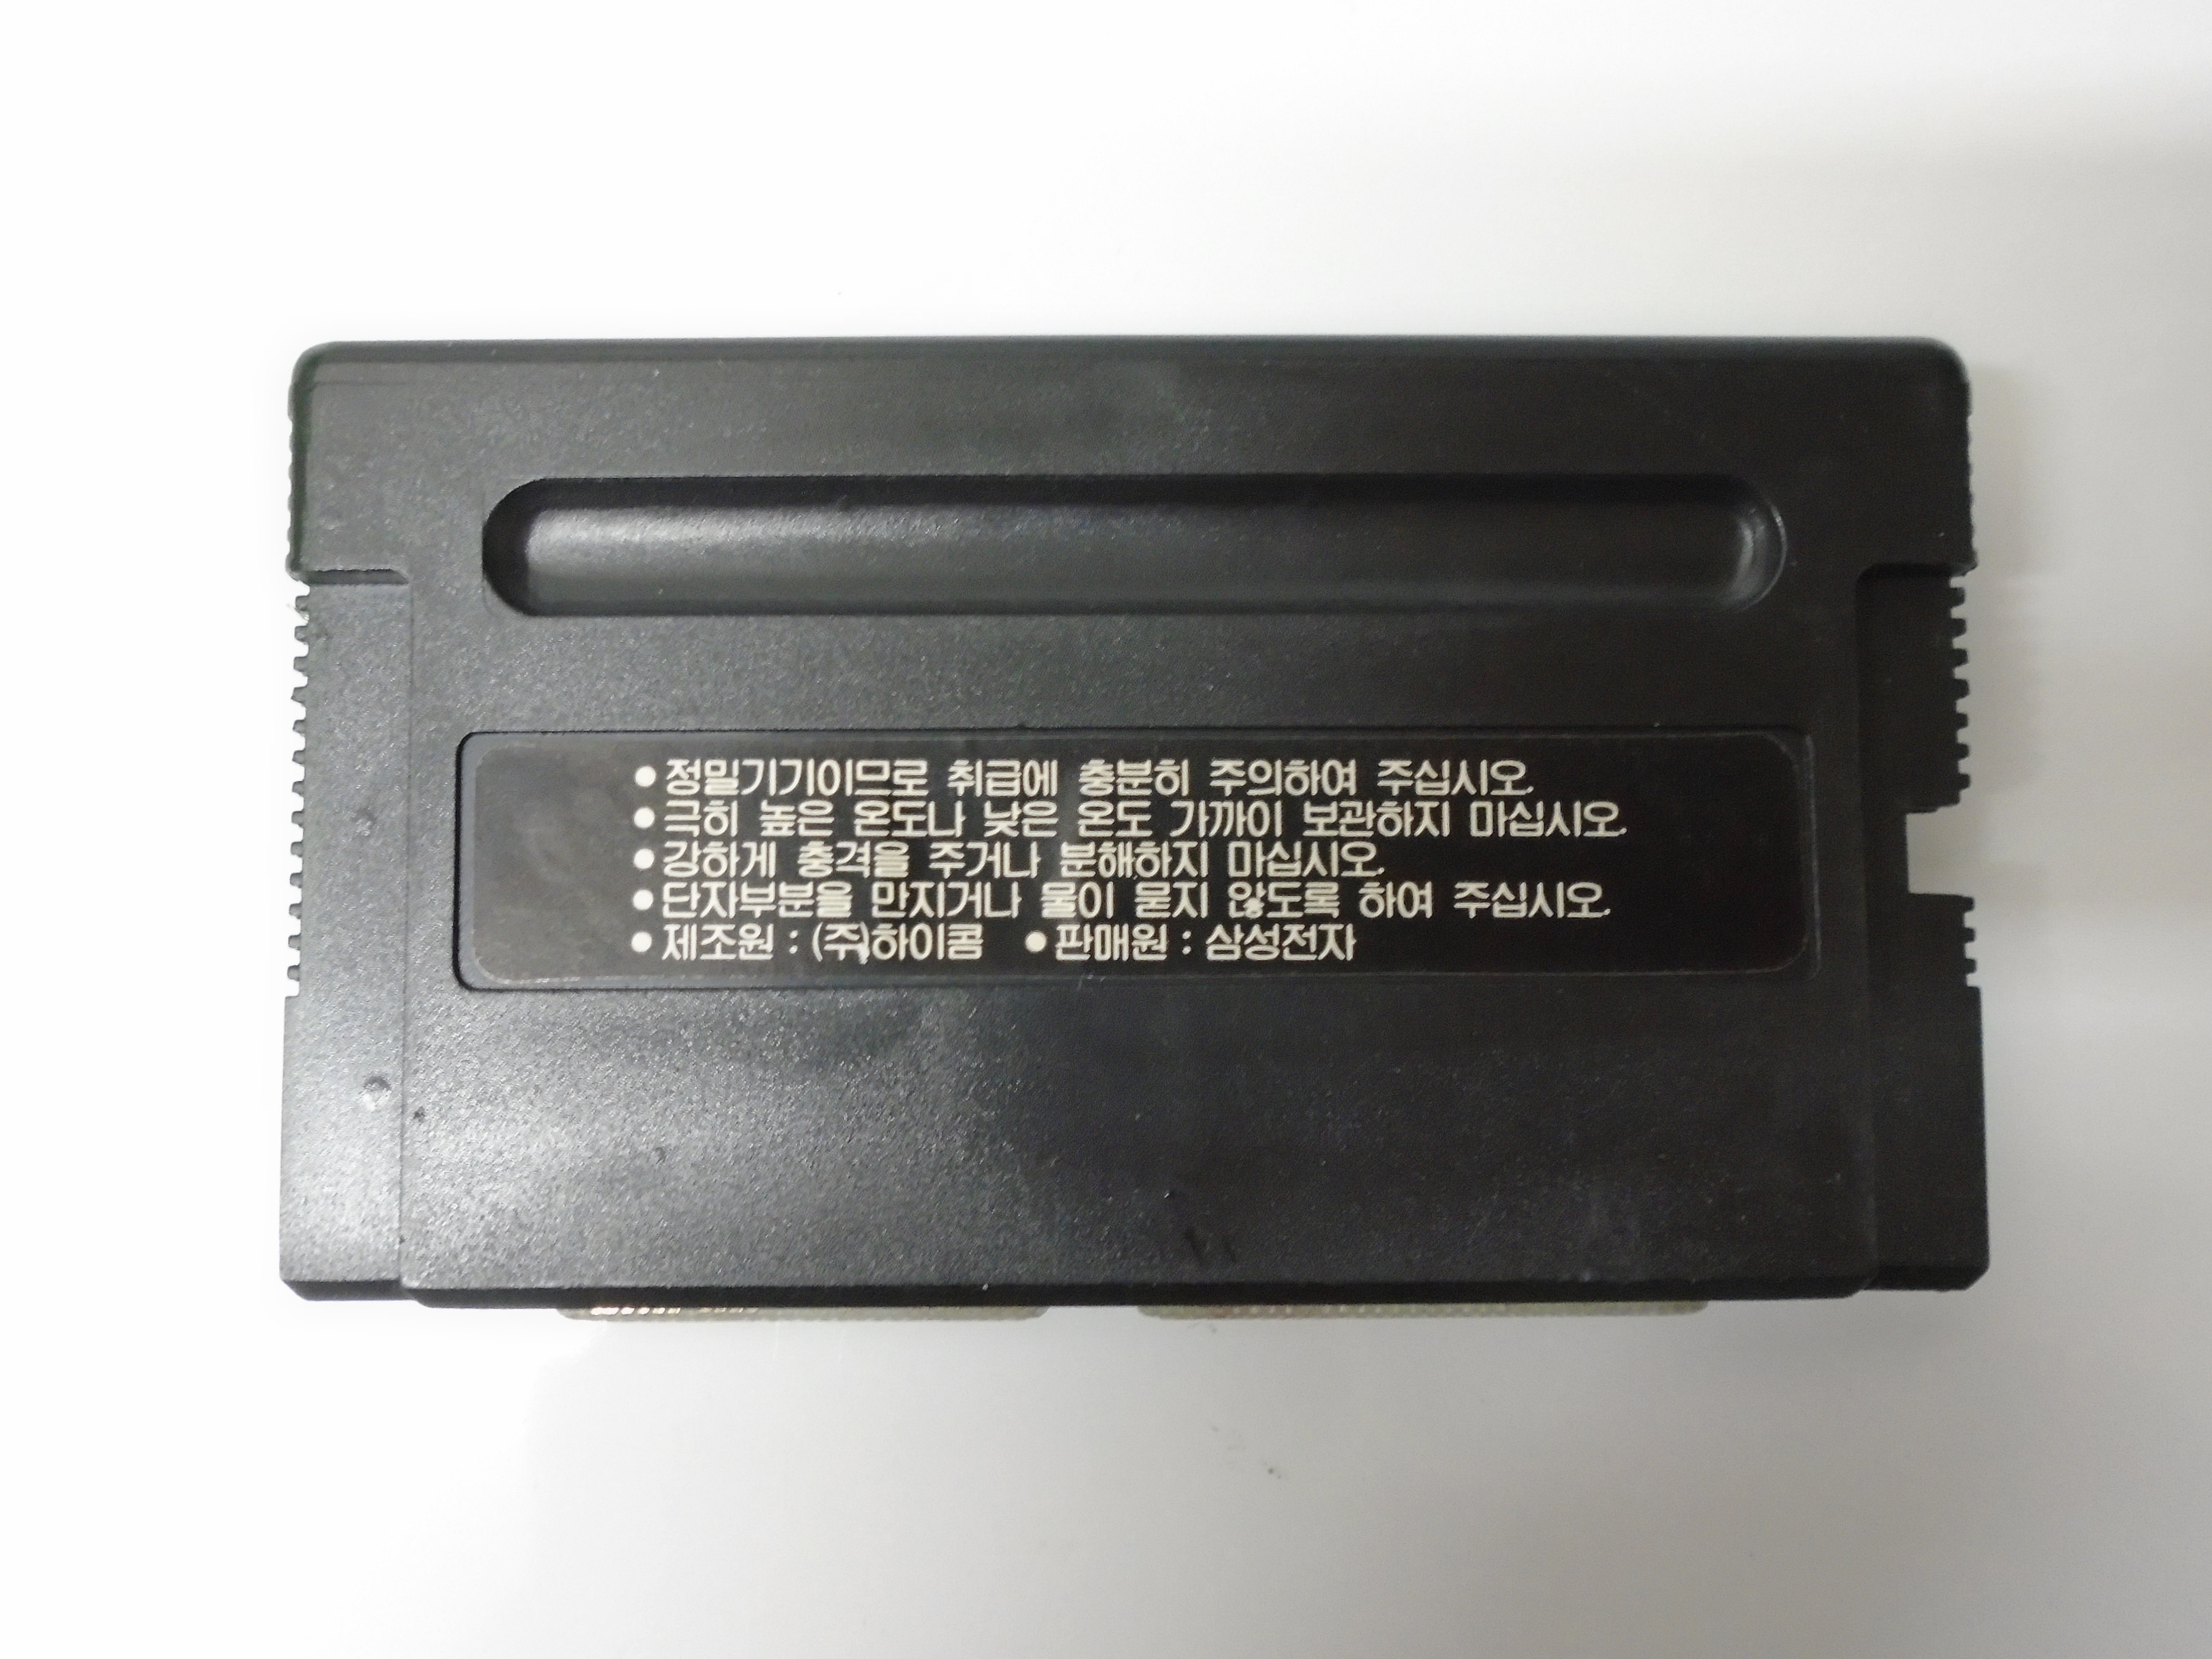 ●정밀기기이므로 취급에 충분히 주의하여 주십시오.
●극히 높은 온도나 낮은 온도 가까이 보관하지 마십시오.
●강하게 충격을 주거나 분해하지 마십시오.
●단자부분을 만지거나 물이 묻지 않도록 하여 주십시오.
●제조원 : (주)하이콤 ●판매원 : 삼성전자